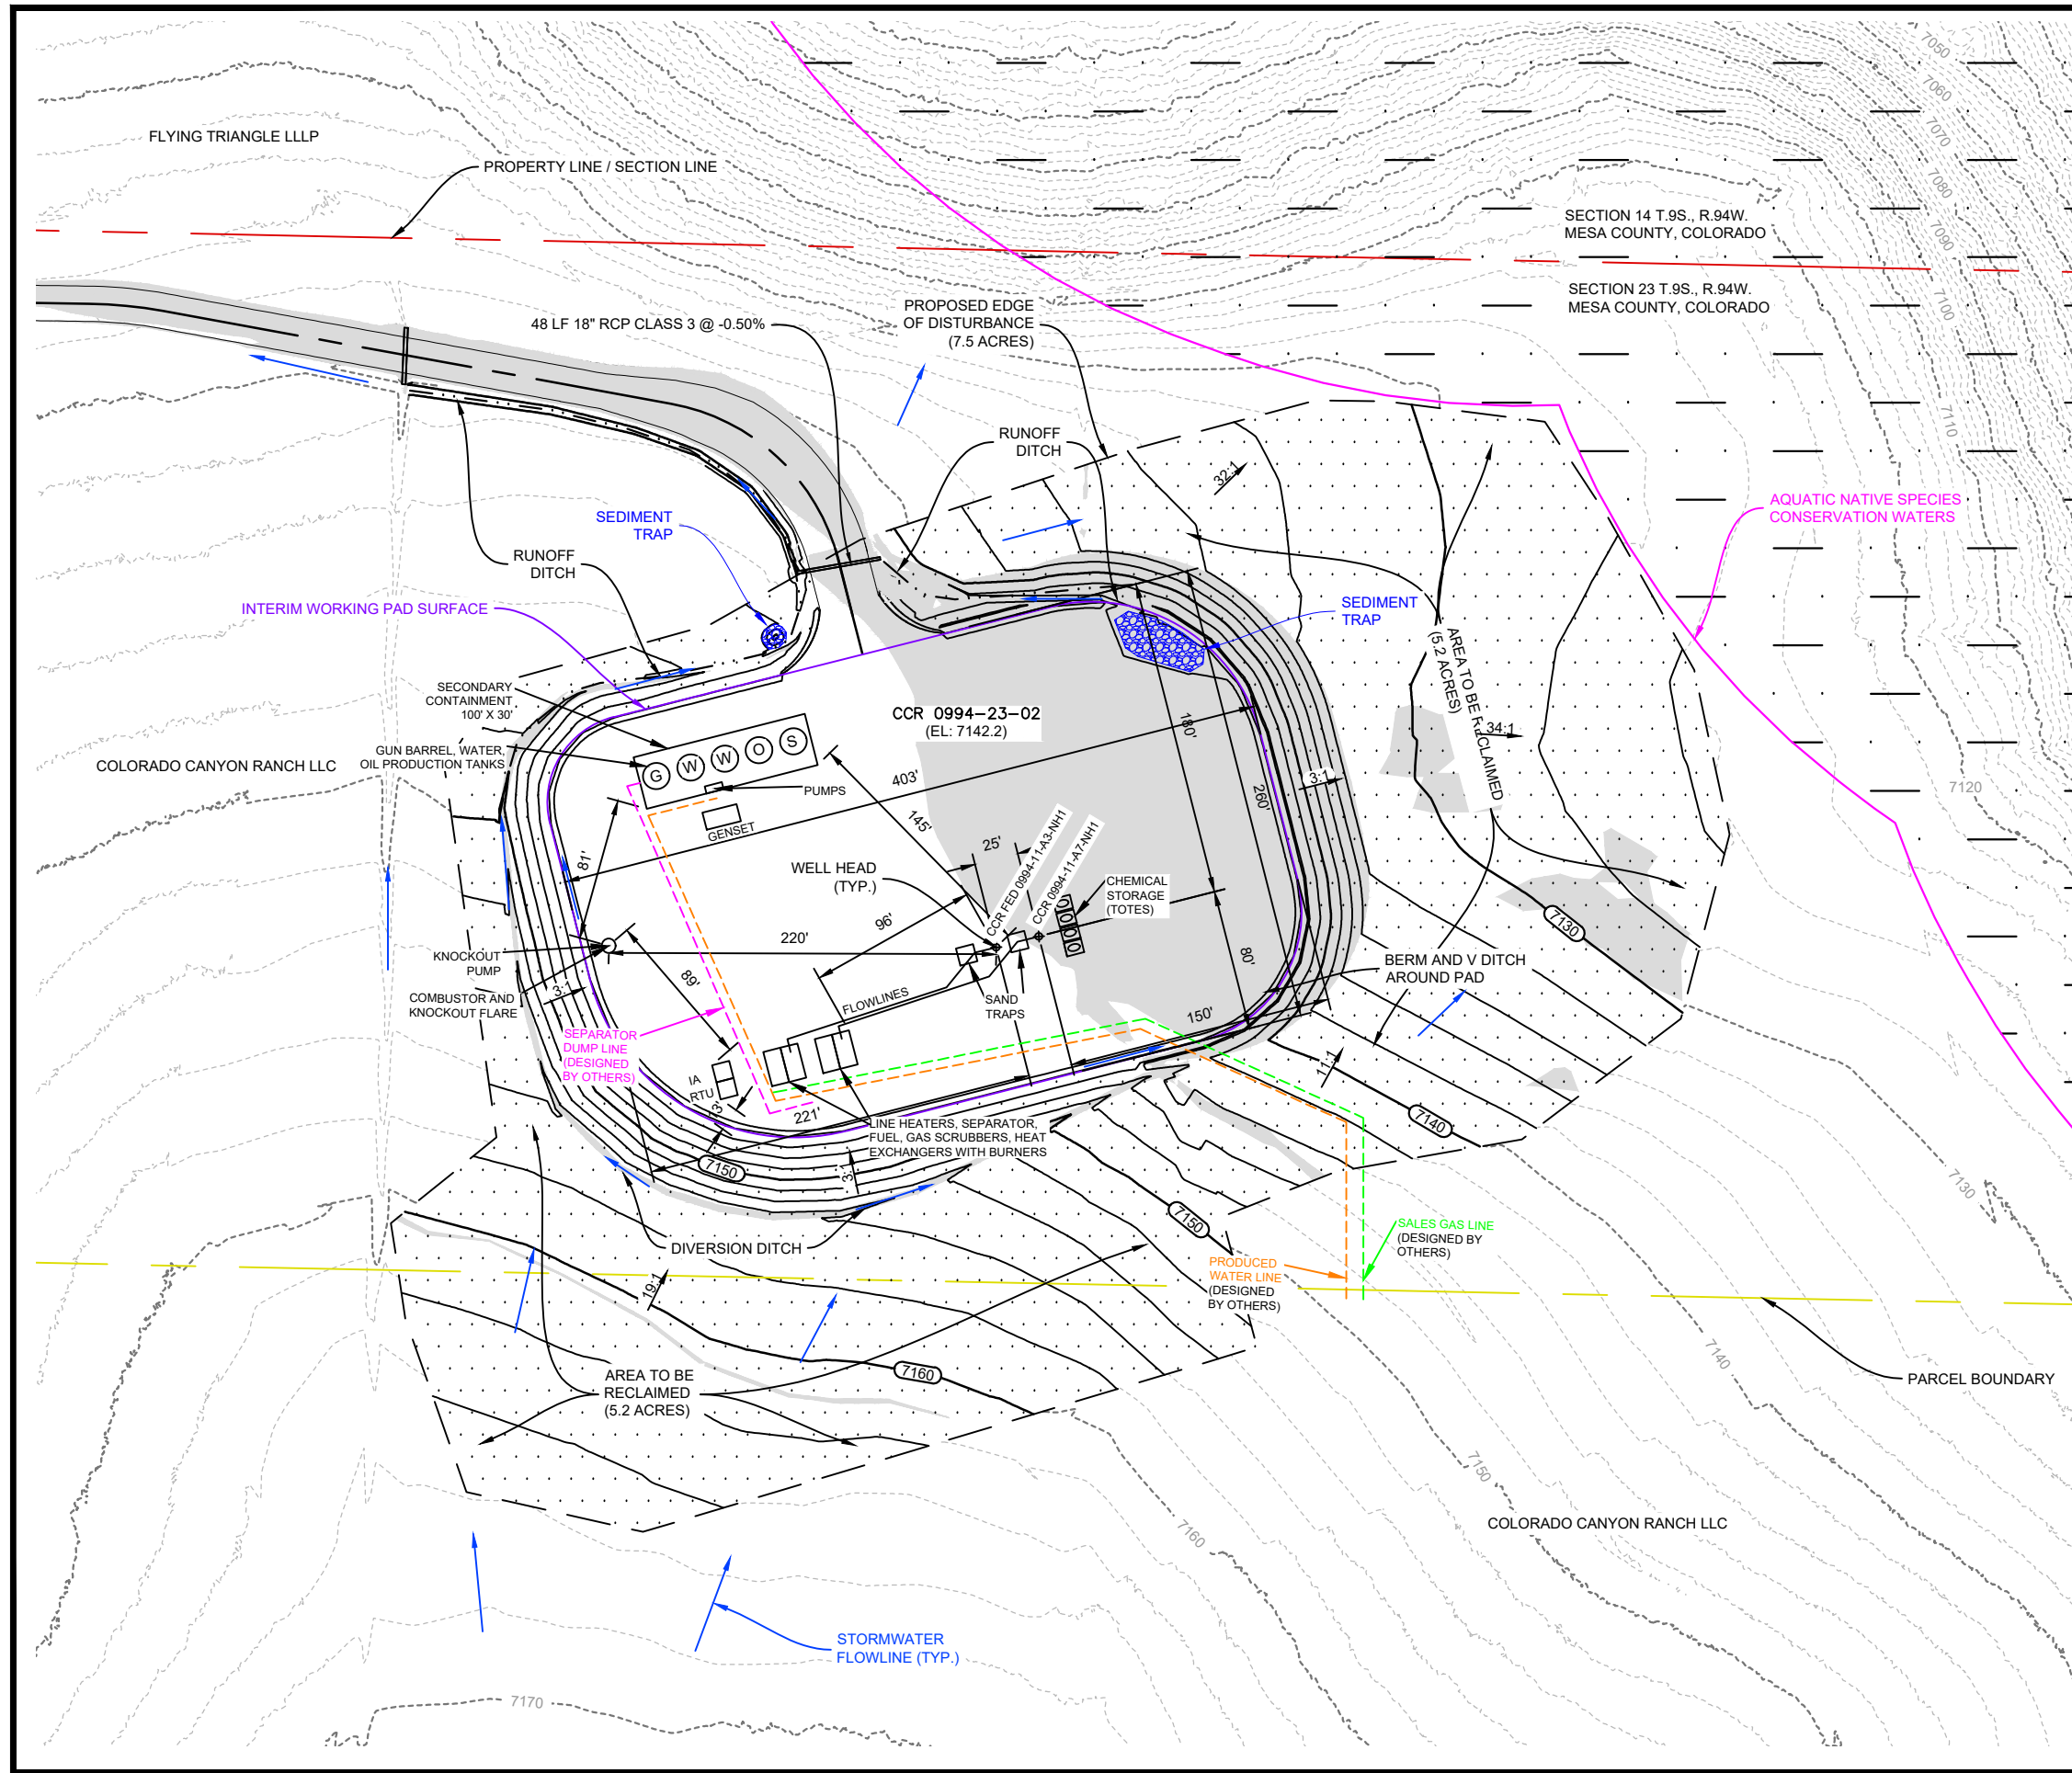 7050
7060
7070
7080
7090
7100
7110
7120
FLYING TRIANGLE LLLP
PROPERTY LINE / SECTION LINE
SECTION 14 T.9S., R.94W.
MESA COUNTY, COLORADO
SECTION 23 T.9S., R.94W.
MESA COUNTY, COLORADO
48 LF 18" RCP CLASS 3 @ -0.50%
PROPOSED EDGE
OF DISTURBANCE
(7.5 ACRES)
RUNOFF
DITCH
32:1
AQUATIC NATIVE SPECIES
CONSERVATION WATERS
SEDIMENT
TRAP
RUNOFF
DITCH
INTERIM WORKING PAD SURFACE
SEDIMENT
TRAP
AREA TO BE RECLAIMED
(5.2 ACRES)
34:1
SECONDARY
CONTAINMENT
100' X 30'
GUN BARREL, WATER,
OIL PRODUCTION TANKS
G
W
W
O
S
CCR 0994-23-02
(EL: 7142.2)
180'
403'
260'
3:1
COLORADO CANYON RANCH LLC
PUMPS
GENSET
145'
81'
25'
WELL HEAD
(TYP.)
CCR FED 0994-11-A3-NH1
CCR 0994-11-A7-NH1
CHEMICAL
STORAGE
(TOTES)
96'
220'
80'
7130
KNOCKOUT
PUMP
3:1
89'
COMBUSTOR AND
KNOCKOUT FLARE
FLOWLINES
SAND
TRAPS
BERM AND V DITCH
AROUND PAD
150'
SEPARATOR
DUMP LINE
(DESIGNED
BY OTHERS)
IA
RTU
221'
11:1
7140
LINE HEATERS, SEPARATOR,
FUEL, GAS SCRUBBERS, HEAT
EXCHANGERS WITH BURNERS
7150
3:1
7130
7150
DIVERSION DITCH
SALES GAS LINE
(DESIGNED BY
OTHERS)
PRODUCED
WATER LINE
(DESIGNED
BY OTHERS)
19:1
7160
7140
PARCEL BOUNDARY
AREA TO BE
RECLAIMED
(5.2 ACRES)
7150
7160
COLORADO CANYON RANCH LLC
STORMWATER
FLOWLINE (TYP.)
7170